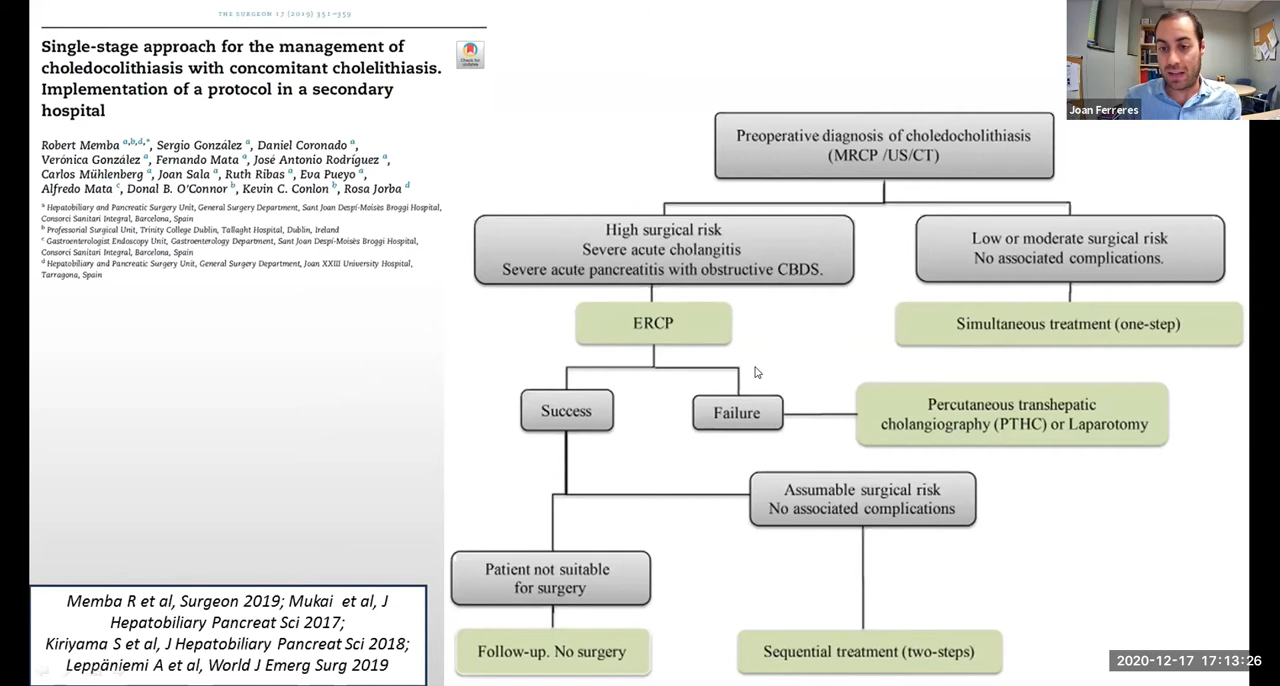 THE SURGEON 17 (2019) 351–359
Single-stage approach for the management of
choledocolithiasis with concomitant cholelithiasis.
Implementation of a protocol in a secondary
hospital
Check for
updates
Robert Memba a,b,d,*, Sergio González a, Daniel Coronado a,
Verónica González a, Fernando Mata a, José Antonio Rodríguez a,
Carlos Mühlenberg a, Joan Sala a, Ruth Ribas a, Eva Pueyo a,
Alfredo Mata c, Donal B. O'Connor b, Kevin C. Conlon b, Rosa Jorba d
a Hepatobiliary and Pancreatic Surgery Unit, General Surgery Department, Sant Joan Despí-Moisès Broggi Hospital,
Consorci Sanitari Integral, Barcelona, Spain
b Professorial Surgical Unit, Trinity College Dublin, Tallaght Hospital, Dublin, Ireland
c Gastroenterologist Endoscopy Unit, Gastroenterology Department, Sant Joan Despí-Moisès Broggi Hospital,
Consorci Sanitari Integral, Barcelona, Spain
d Hepatobiliary and Pancreatic Surgery Unit, General Surgery Department, Joan XXIII University Hospital,
Tarragona, Spain
Memba R et al, Surgeon 2019; Mukai et al, J
Hepatobiliary Pancreat Sci 2017;
Kiriyama S et al, J Hepatobiliary Pancreat Sci 2018;
Leppäniemi A et al, World J Emerg Surg 2019
Joan Ferreres
Preoperative diagnosis of choledocholithiasis
(MRCP /US/CT)
High surgical risk
Severe acute cholangitis
Severe acute pancreatitis with obstructive CBDS.
Low or moderate surgical risk
No associated complications.
ERCP
Simultaneous treatment (one-step)
Success
Failure
Percutaneous transhepatic
cholangiography (PTHC) or Laparotomy
Assumable surgical risk
No associated complications
Patient not suitable
for surgery
Follow-up. No surgery
Sequential treatment (two-steps)
2020-12-17 17:13:26